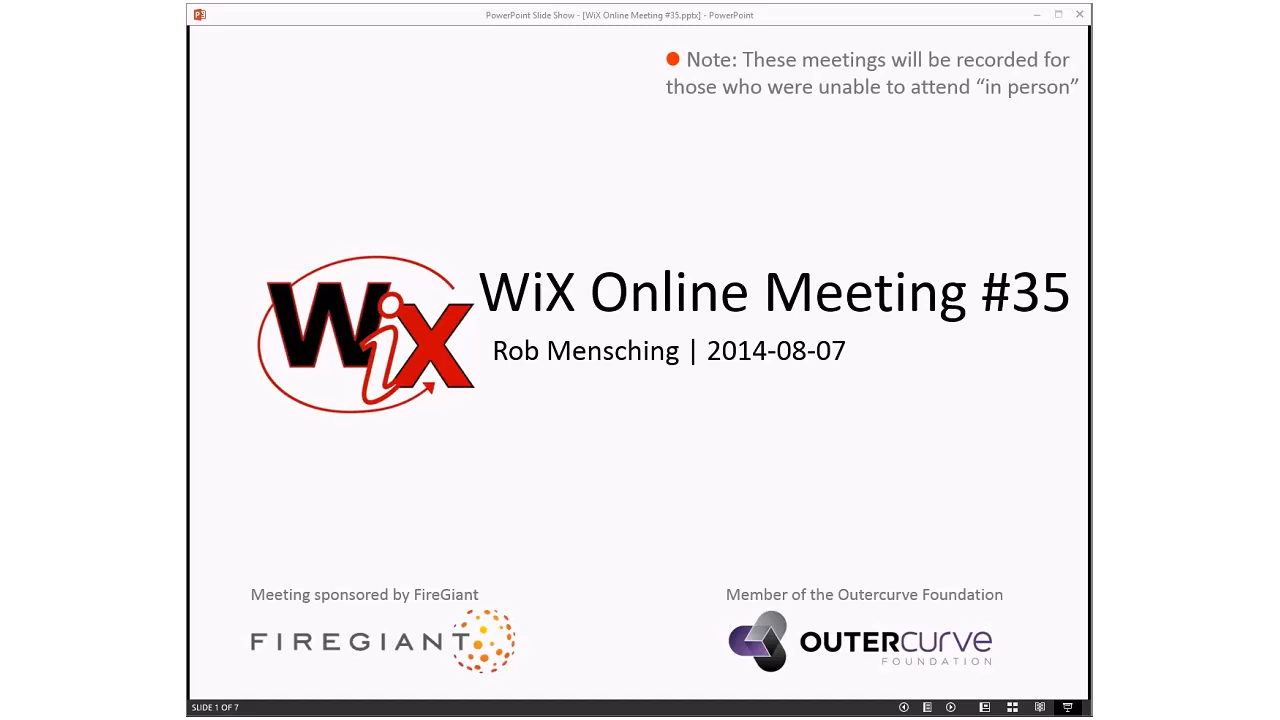 PowerPoint Slide Show - [WiX Online Meeting #35.pptx] - PowerPoint
Note: These meetings will be recorded for
those who were unable to attend “in person”
WiX
WiX Online Meeting #35
Rob Mensching | 2014-08-07
Meeting sponsored by FireGiant
FIREGIANT
Member of the Outercurve Foundation
OUTERCURVE
FOUNDATION
SLIDE 1 OF 7